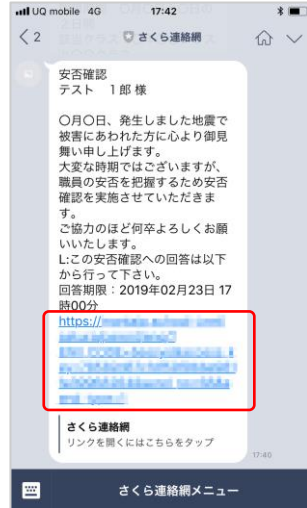 UQ mobile 4G 17:42
2 さくら連絡網
安否確認
テスト 1郎 様
〇月〇日、発生しました地震で
被害にあわれた方に心より御見
舞い申し上げます。
大変な時期ではございますが、
職員の安否を把握するため安否
確認を実施させていただきま
す。
ご協力のほど何卒よろしくお願
いいたします。
L:この安否確認への回答は以下
から行って下さい。
回答期限：2019年02月23日 17
時00分
https://
さくら連絡網
リンクを開くにはこちらをタップ
17:40
さくら連絡網メニュー